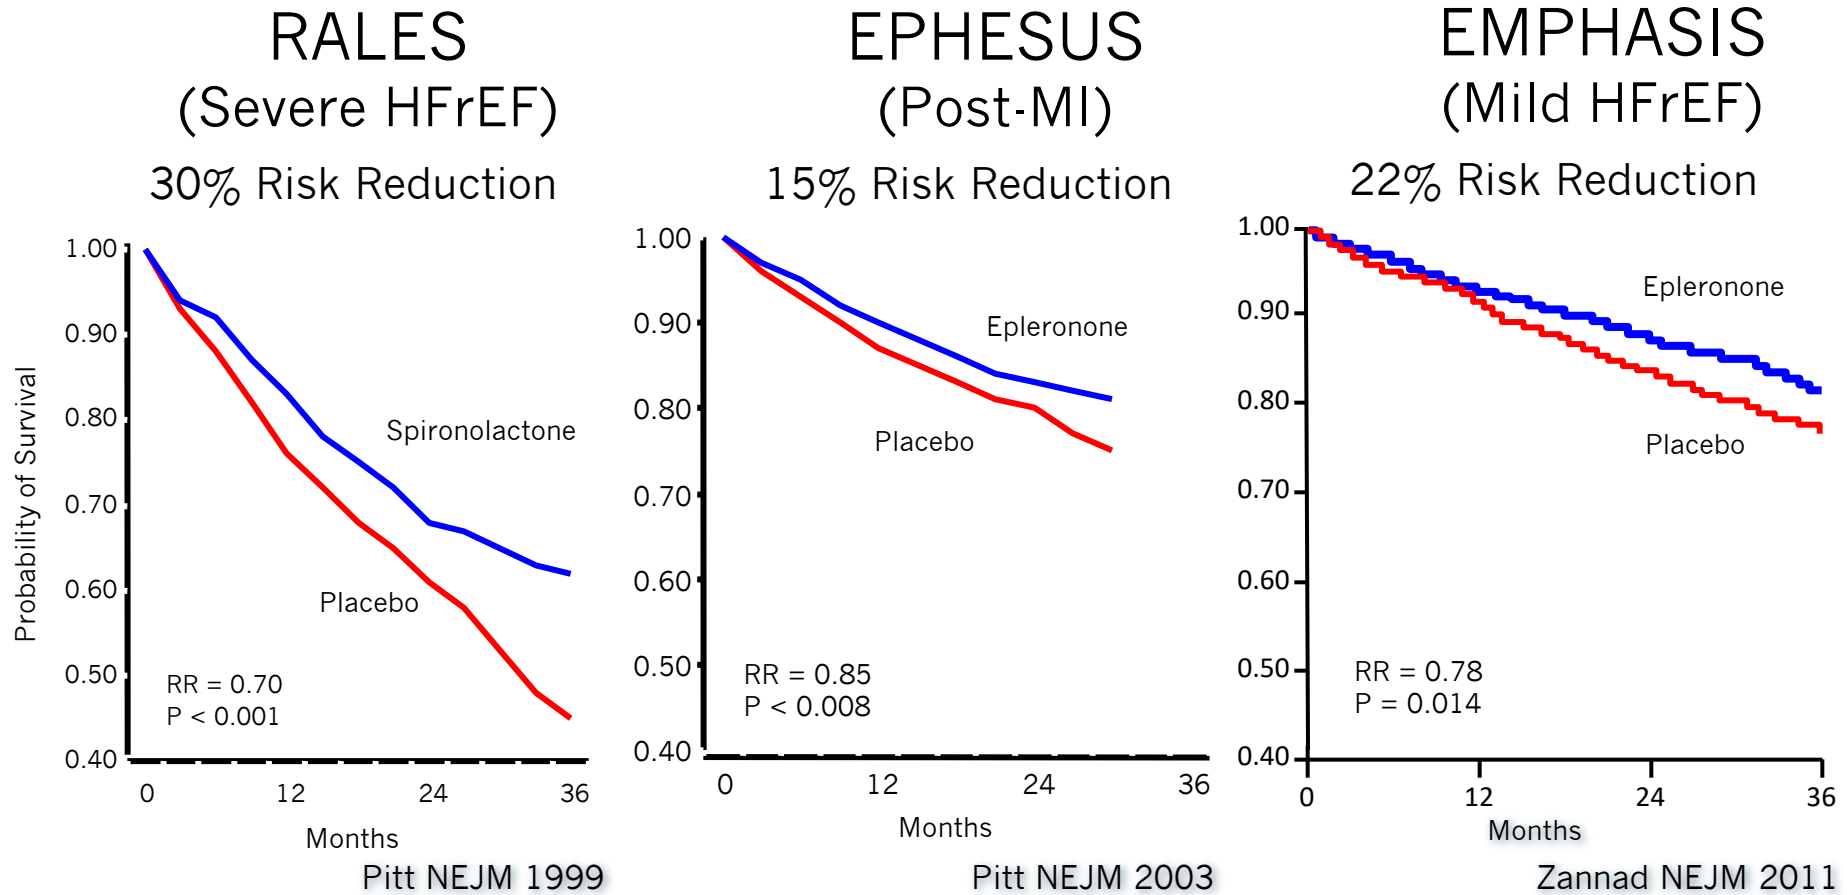 RALES
(Severe HFrEF)
30% Risk Reduction
Probability of Survival
1.00
0.90
0.80
0.70
0.60
0.50
0.40
Spironolactone
Placebo
RR = 0.70
P < 0.001
0 12 24 36
Months
Pitt NEJM 1999
EPHESUS
(Post-MI)
15% Risk Reduction
1.00
0.90
0.80
0.70
0.60
0.50
0.40
Epleronone
Placebo
RR = 0.85
P < 0.008
0 12 24 36
Months
Pitt NEJM 2003
EMPHASIS
(Mild HFrEF)
22% Risk Reduction
1.00
0.90
0.80
0.70
0.60
0.50
0.40
Epleronone
Placebo
RR = 0.78
P = 0.014
0 12 24 36
Months
Zannad NEJM 2011